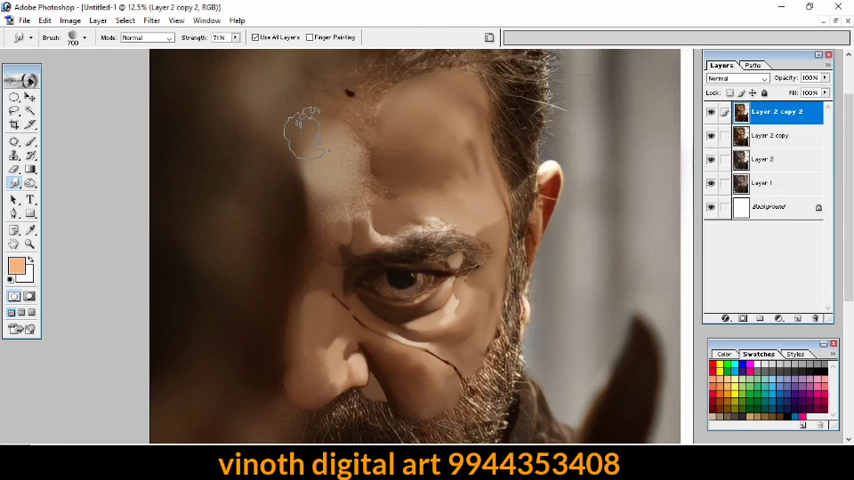 Adobe Photoshop - [Untitled-1 @ 12.5% (Layer 2 copy 2, RGB)]
File Edit Image Layer Select Filter View Window Help
Brush: 700 Mode: Normal Strength: 71% Use All Layers Finger Painting
Layers Paths
Normal Opacity: 100%
Lock: Fill: 100%
Layer 2 copy 2
Layer 2 copy
Layer 2
Layer 1
Background
Color Swatches Styles
vinoth digital art 9944353408